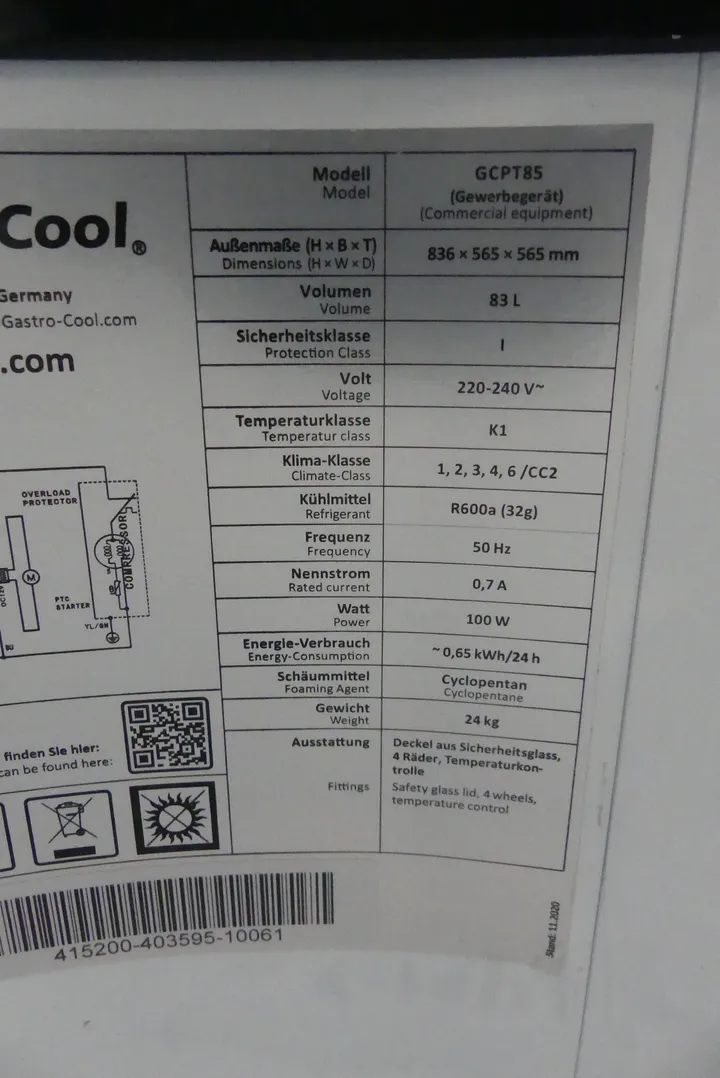 Cool®
Germany
Gastro-Cool.com
.com
OVERLOAD
PROTECTOR
COMPRESSOR
M
DC12V
PTC
STARTER
YL/GN
BU
finden Sie hier:
can be found here:
Modell
Model
GCPT85
(Gewerbegerät)
(Commercial equipment)
Außenmaße (H × B × T)
Dimensions (H × W × D)
836 × 565 × 565 mm
Volumen
Volume
83 L
Sicherheitsklasse
Protection Class
I
Volt
Voltage
220-240 V~
Temperaturklasse
Temperatur class
K1
Klima-Klasse
Climate-Class
1, 2, 3, 4, 6 /CC2
Kühlmittel
Refrigerant
R600a (32g)
Frequenz
Frequency
50 Hz
Nennstrom
Rated current
0,7 A
Watt
Power
100 W
Energie-Verbrauch
Energy-Consumption
~ 0,65 kWh/24 h
Schäummittel
Foaming Agent
Cyclopentan
Cyclopentane
Gewicht
Weight
24 kg
Ausstattung
Deckel aus Sicherheitsglass,
4 Räder, Temperaturkon-
trolle
Fittings
Safety glass lid, 4 wheels,
temperature control
415200-403595-10061
Stand: 11.2020